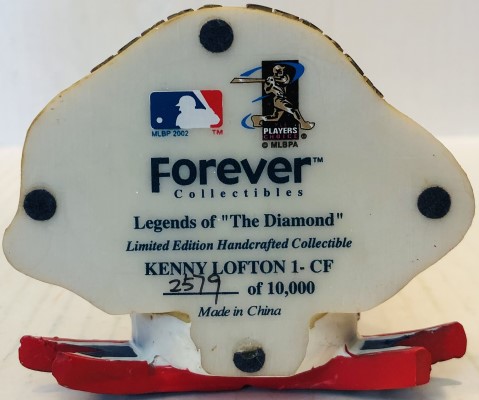 MLBP 2002 TM
PLAYERS
CHOICE
© MLBPA
Forever™
Collectibles
Legends of "The Diamond"
Limited Edition Handcrafted Collectible
KENNY LOFTON 1- CF
2579 of 10,000
Made in China